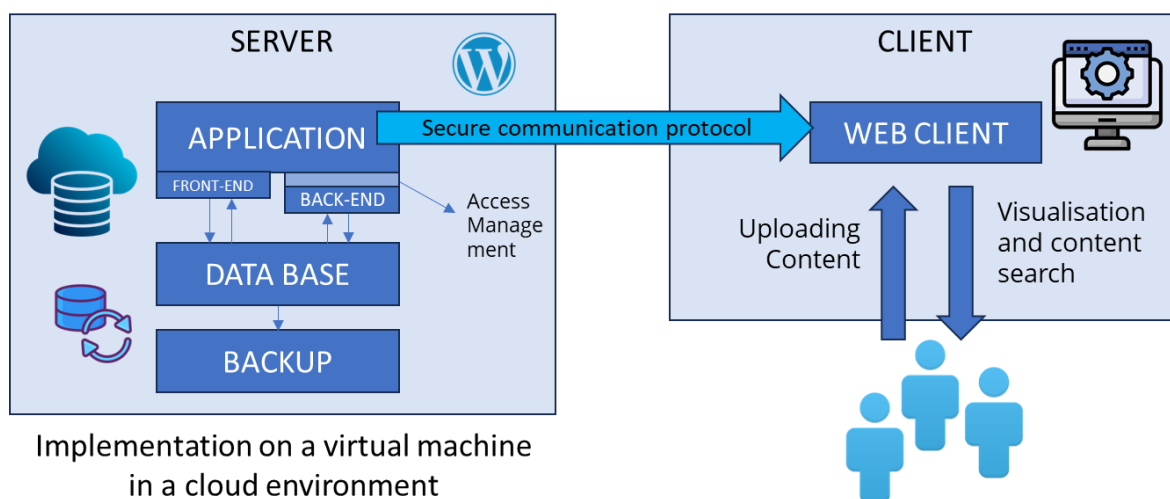 SERVER
APPLICATION
FRONT-END
BACK-END
Access
Manage
ment
DATA BASE
BACKUP
Implementation on a virtual machine
in a cloud environment
Secure communication protocol
CLIENT
WEB CLIENT
Uploading
Content
Visualisation
and content
search